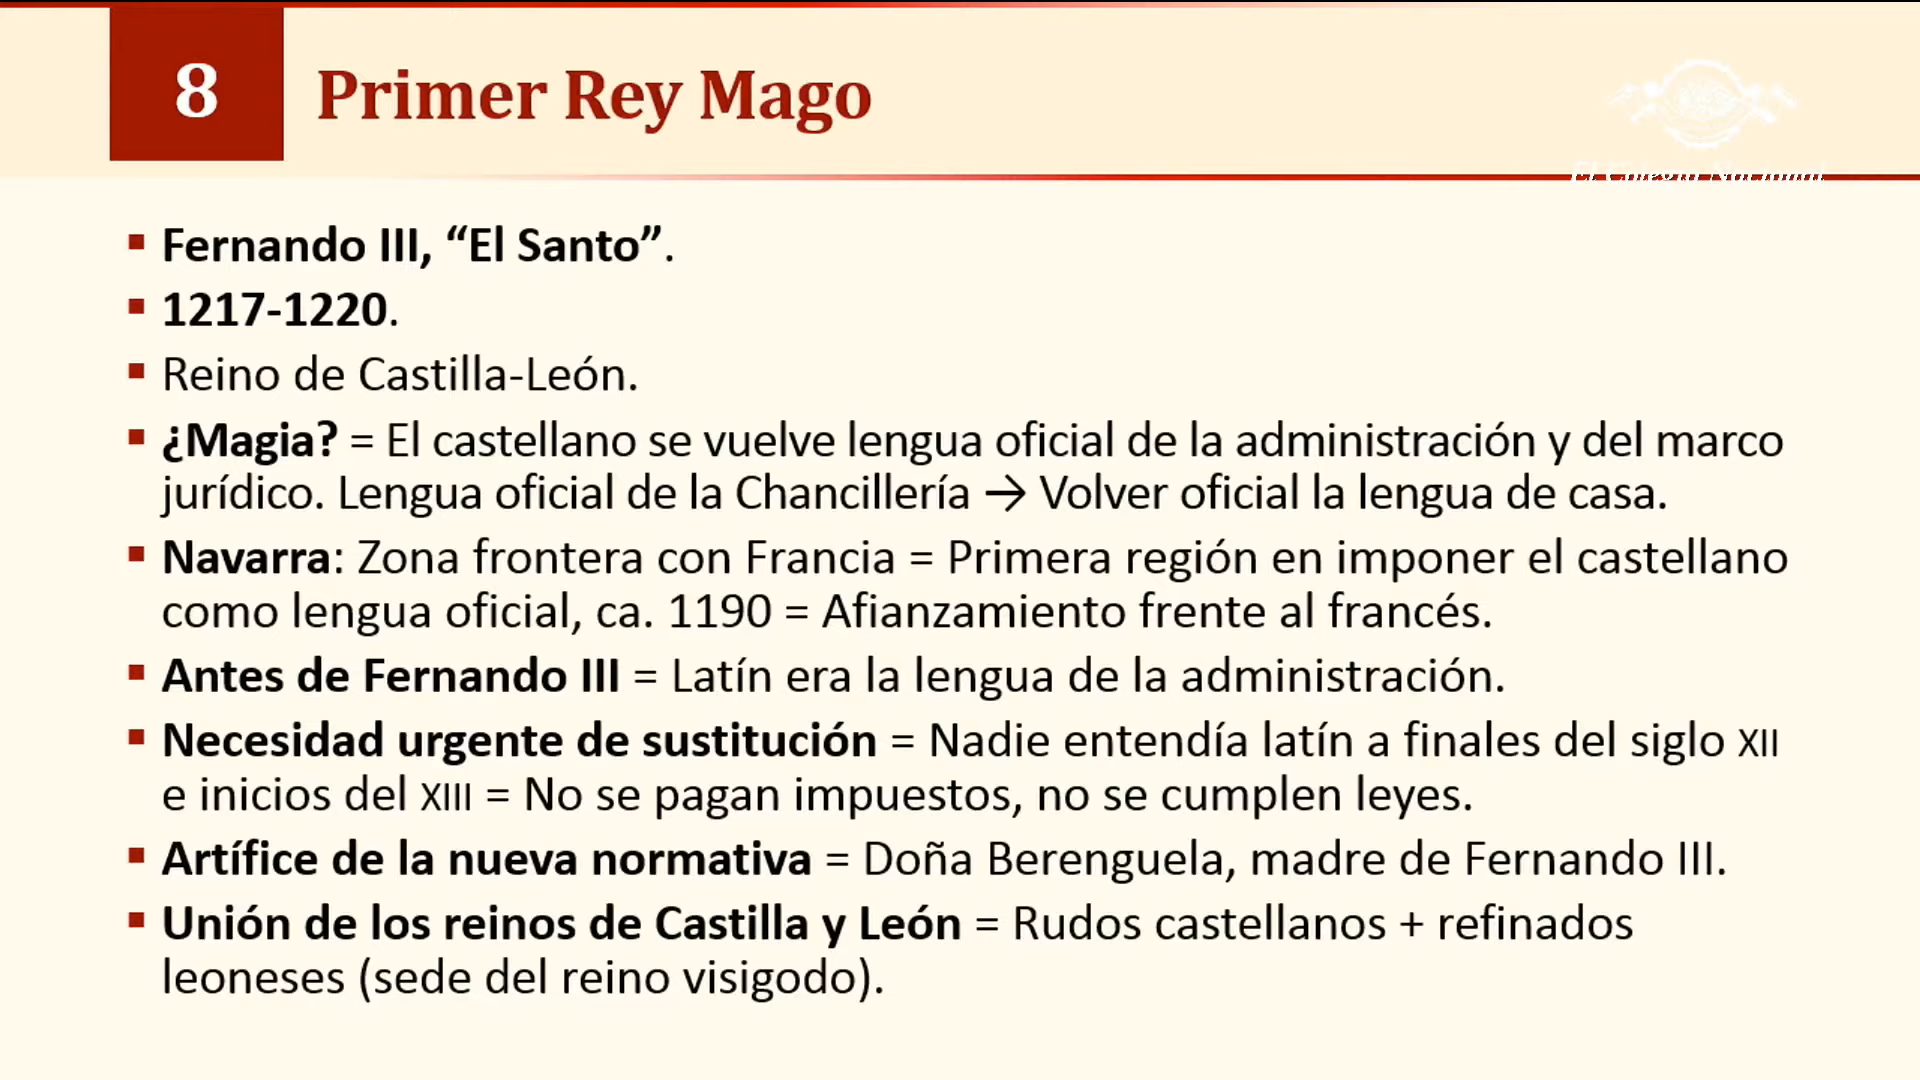 8
Primer Rey Mago
El Colegio Nacional
▪ Fernando III, “El Santo”.
▪ 1217-1220.
▪ Reino de Castilla-León.
▪ ¿Magia? = El castellano se vuelve lengua oficial de la administración y del marco
jurídico. Lengua oficial de la Chancillería → Volver oficial la lengua de casa.
▪ Navarra: Zona frontera con Francia = Primera región en imponer el castellano
como lengua oficial, ca. 1190 = Afianzamiento frente al francés.
▪ Antes de Fernando III = Latín era la lengua de la administración.
▪ Necesidad urgente de sustitución = Nadie entendía latín a finales del siglo XII
e inicios del XIII = No se pagan impuestos, no se cumplen leyes.
▪ Artífice de la nueva normativa = Doña Berenguela, madre de Fernando III.
▪ Unión de los reinos de Castilla y León = Rudos castellanos + refinados
leoneses (sede del reino visigodo).